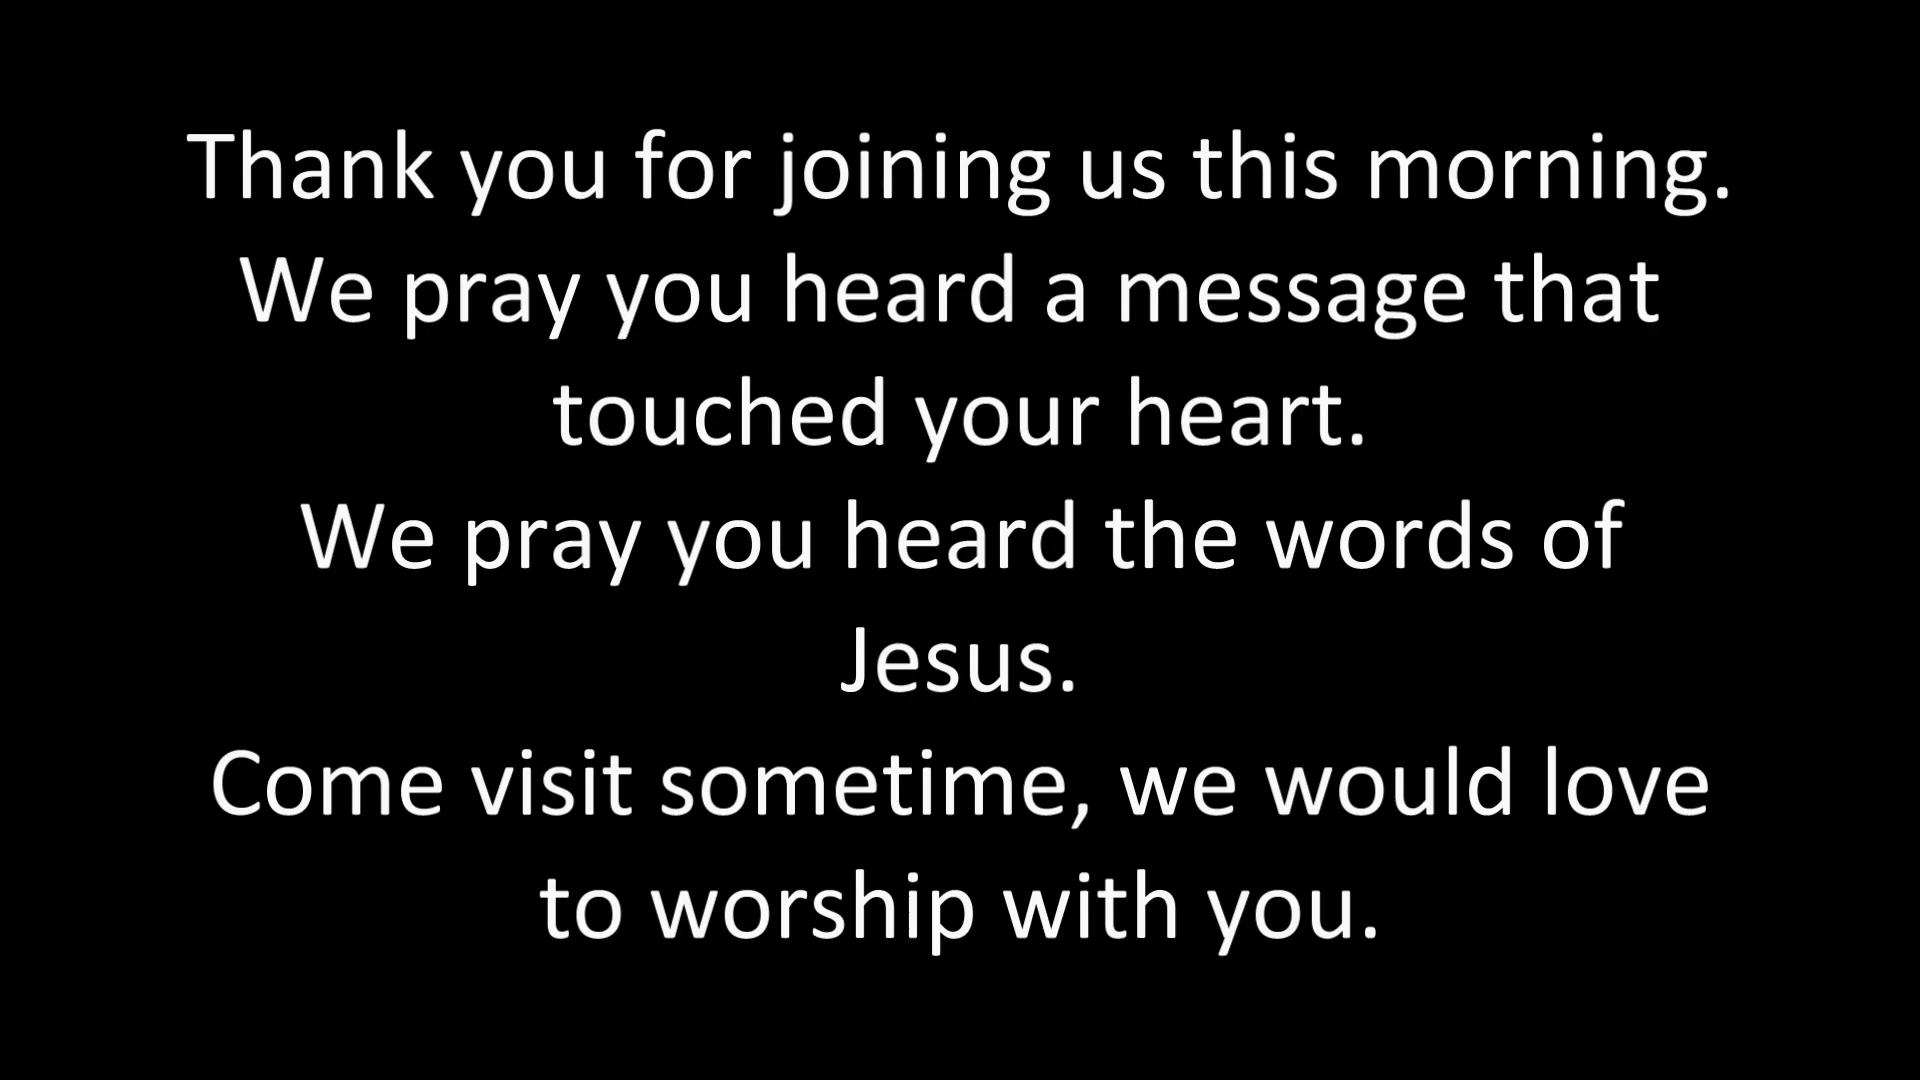 Thank you for joining us this morning.
We pray you heard a message that
touched your heart.
We pray you heard the words of
Jesus.
Come visit sometime, we would love
to worship with you.